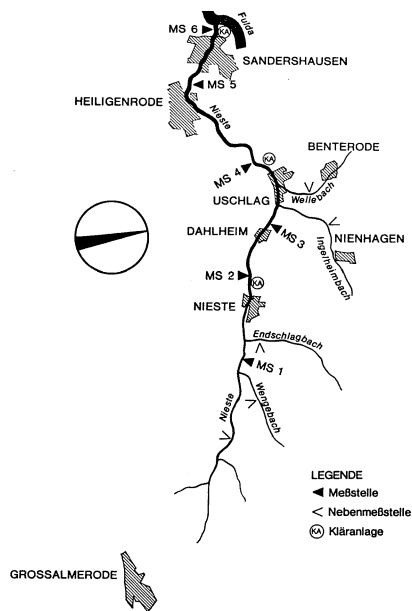 Fulda
MS 6
KA
SANDERSHAUSEN
MS 5
HEILIGENRODE
Nieste
KA
BENTERODE
MS 4
USCHLAG
Wellebach
DAHLHEIM
MS 3
NIENHAGEN
Ingelheimbach
MS 2
KA
NIESTE
Endschlagbach
MS 1
Nieste
Wengebach
LEGENDE
Meßstelle
Nebenmeßstelle
KA Kläranlage
GROSSALMERODE